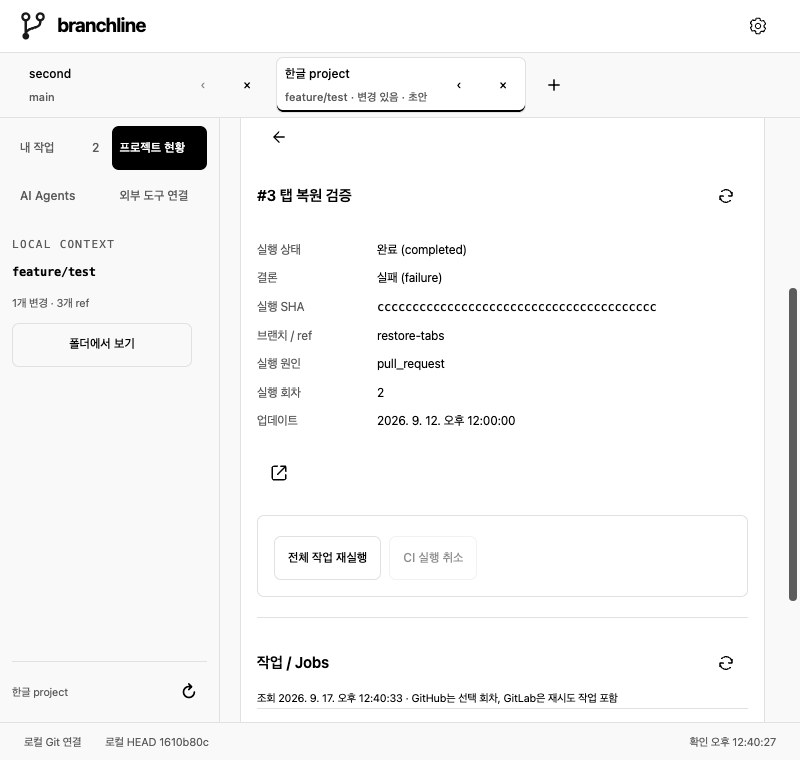 branchline
second
main
한글 project
feature/test · 변경 있음 · 초안
내 작업 2
프로젝트 현황
AI Agents
외부 도구 연결
LOCAL CONTEXT
feature/test
1개 변경 · 3개 ref
폴더에서 보기
#3 탭 복원 검증
실행 상태 완료 (completed)
결론 실패 (failure)
실행 SHA cccccccccccccccccccccccccccccccccccccccc
브랜치 / ref restore-tabs
실행 원인 pull_request
실행 회차 2
업데이트 2026. 9. 12. 오후 12:00:00
전체 작업 재실행
CI 실행 취소
작업 / Jobs
조회 2026. 9. 17. 오후 12:40:33 · GitHub는 선택 회차, GitLab은 재시도 작업 포함
한글 project
로컬 Git 연결
로컬 HEAD 1610b80c
확인 오후 12:40:27